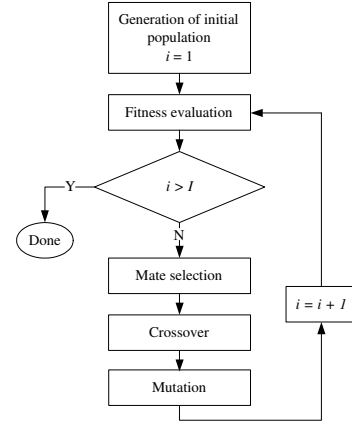 Generation of initial
population
i = 1
Fitness evaluation
i > I
Y
N
Done
Mate selection
i = i + 1
Crossover
Mutation